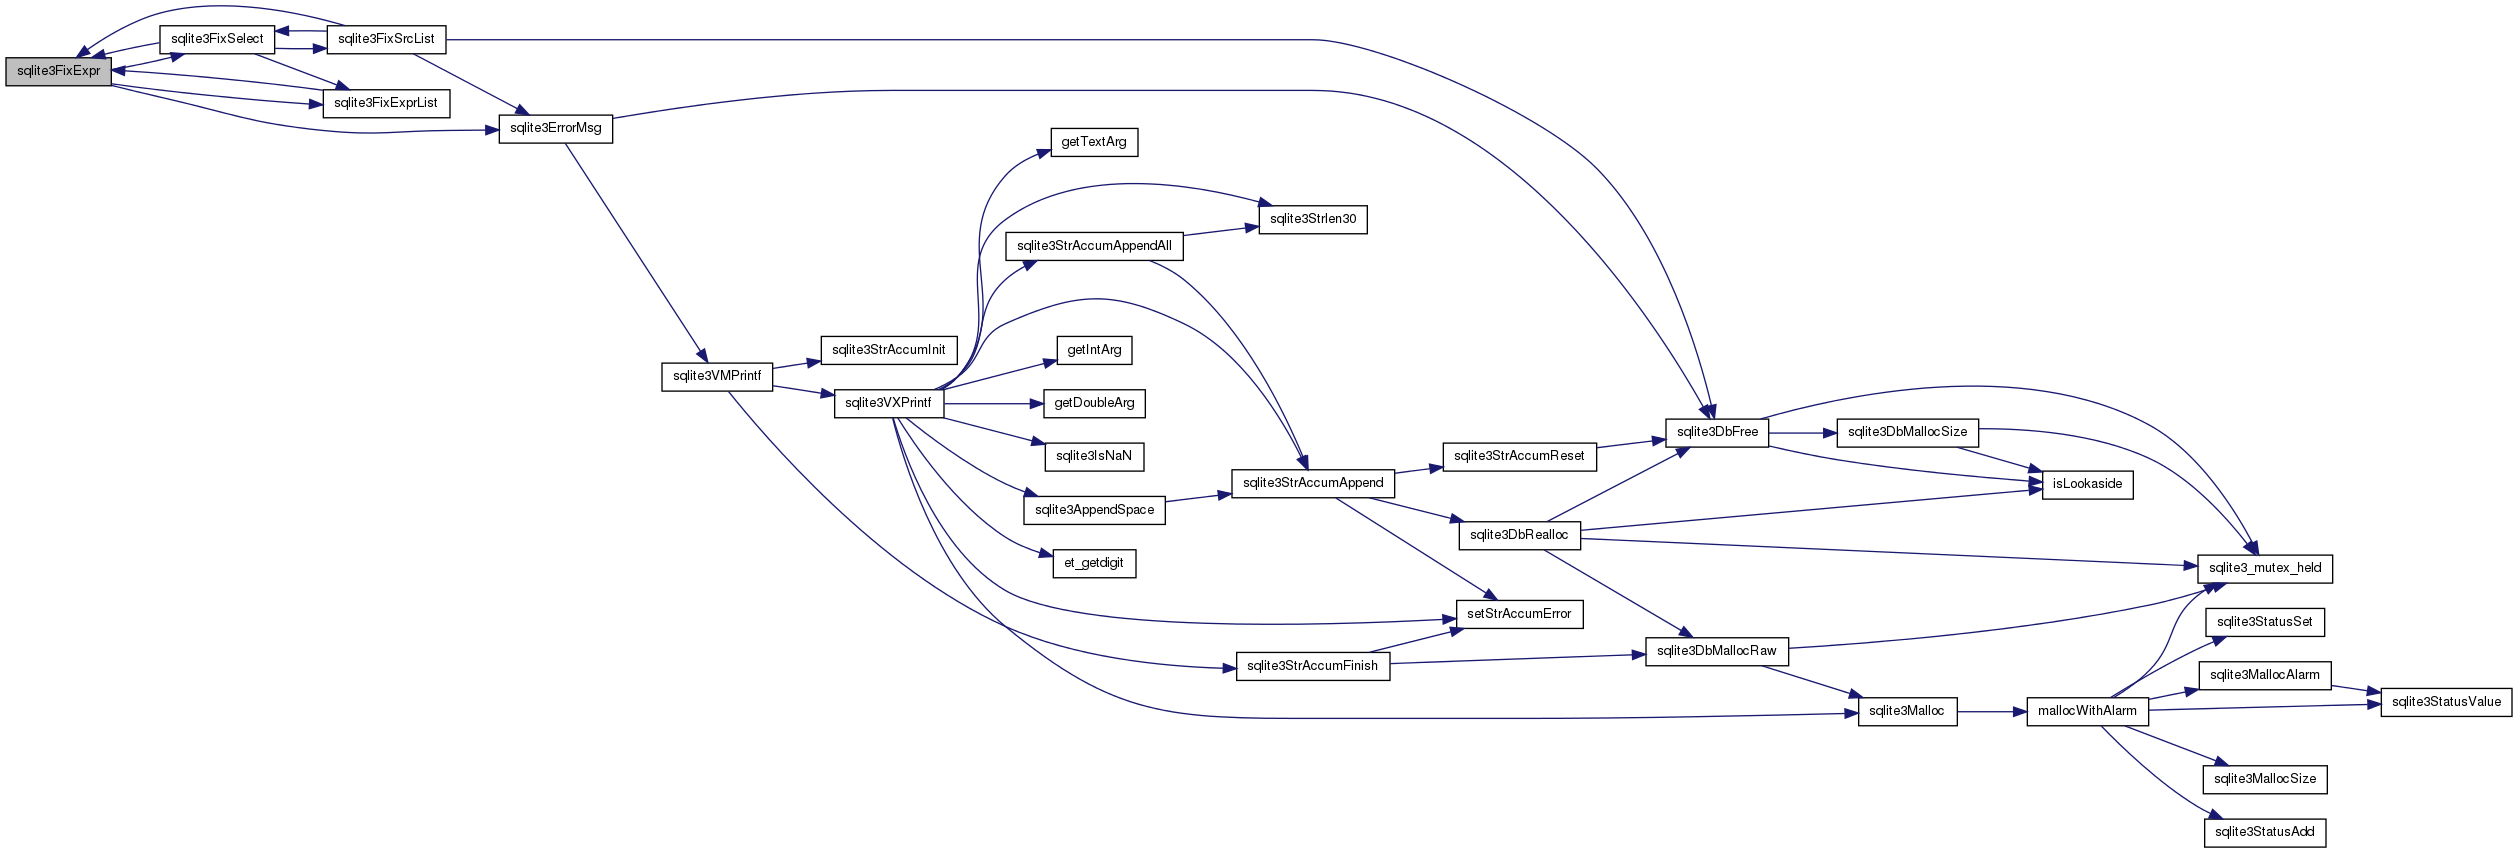 sqlite3FixExpr
sqlite3FixSelect
sqlite3FixSrcList
sqlite3FixExprList
sqlite3ErrorMsg
sqlite3VMPrintf
sqlite3StrAccumInit
sqlite3VXPrintf
getTextArg
sqlite3Strlen30
sqlite3StrAccumAppendAll
getIntArg
getDoubleArg
sqlite3IsNaN
sqlite3AppendSpace
et_getdigit
sqlite3StrAccumAppend
setStrAccumError
sqlite3StrAccumFinish
sqlite3StrAccumReset
sqlite3DbRealloc
sqlite3DbFree
sqlite3DbMallocRaw
sqlite3DbMallocSize
isLookaside
sqlite3_mutex_held
sqlite3Malloc
mallocWithAlarm
sqlite3StatusSet
sqlite3MallocAlarm
sqlite3StatusValue
sqlite3MallocSize
sqlite3StatusAdd